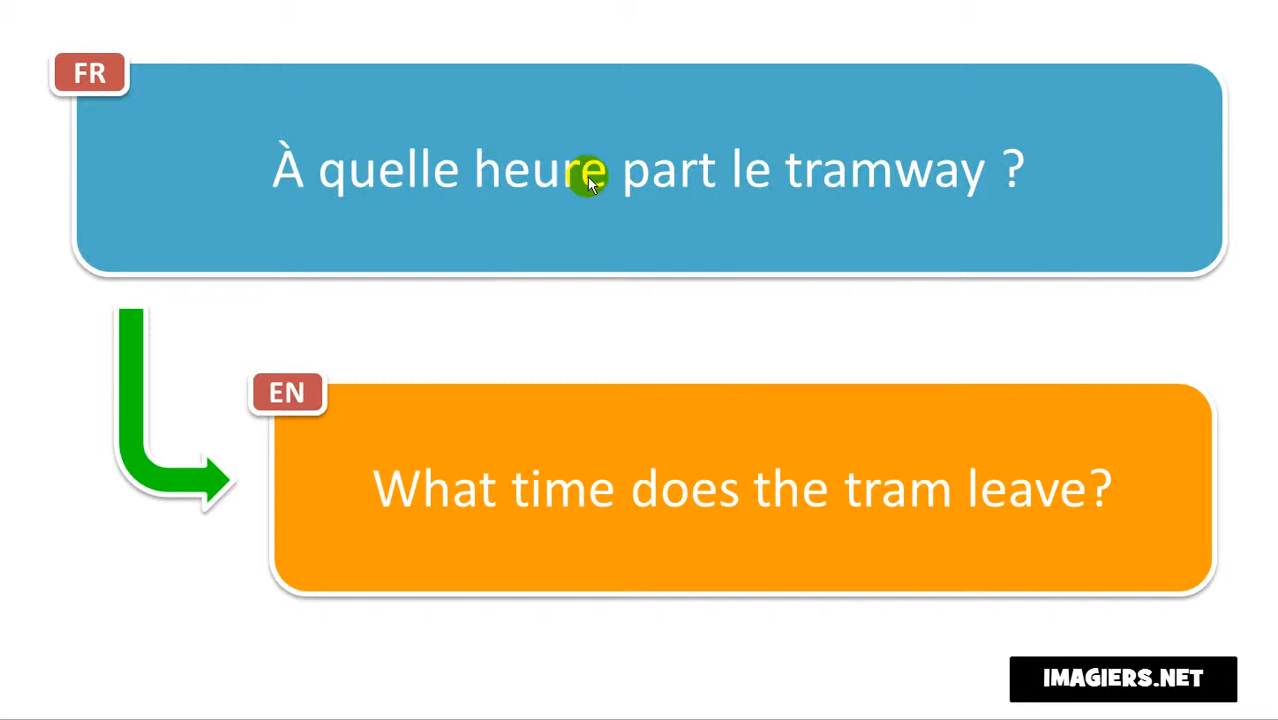 FR
À quelle heure part le tramway ?
EN
What time does the tram leave?
IMAGIERS.NET